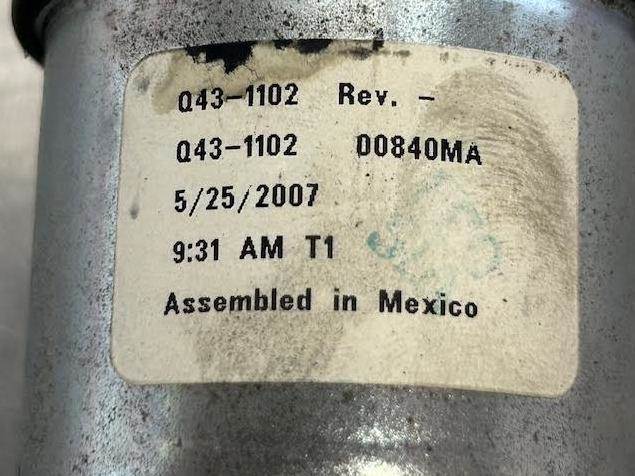 Q43-1102 Rev. -
Q43-1102 00840MA
5/25/2007
9:31 AM T1
Assembled in Mexico